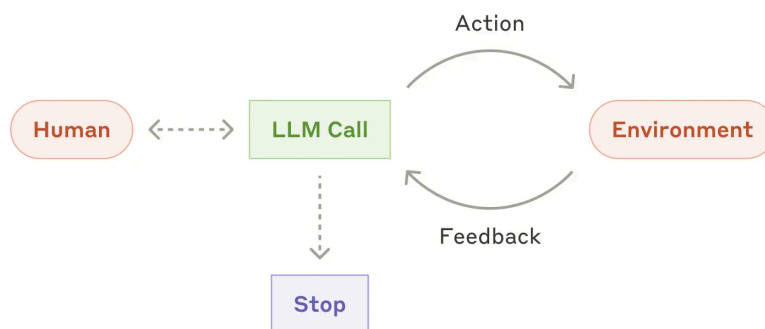 Action
Human
LLM Call
Environment
Feedback
Stop